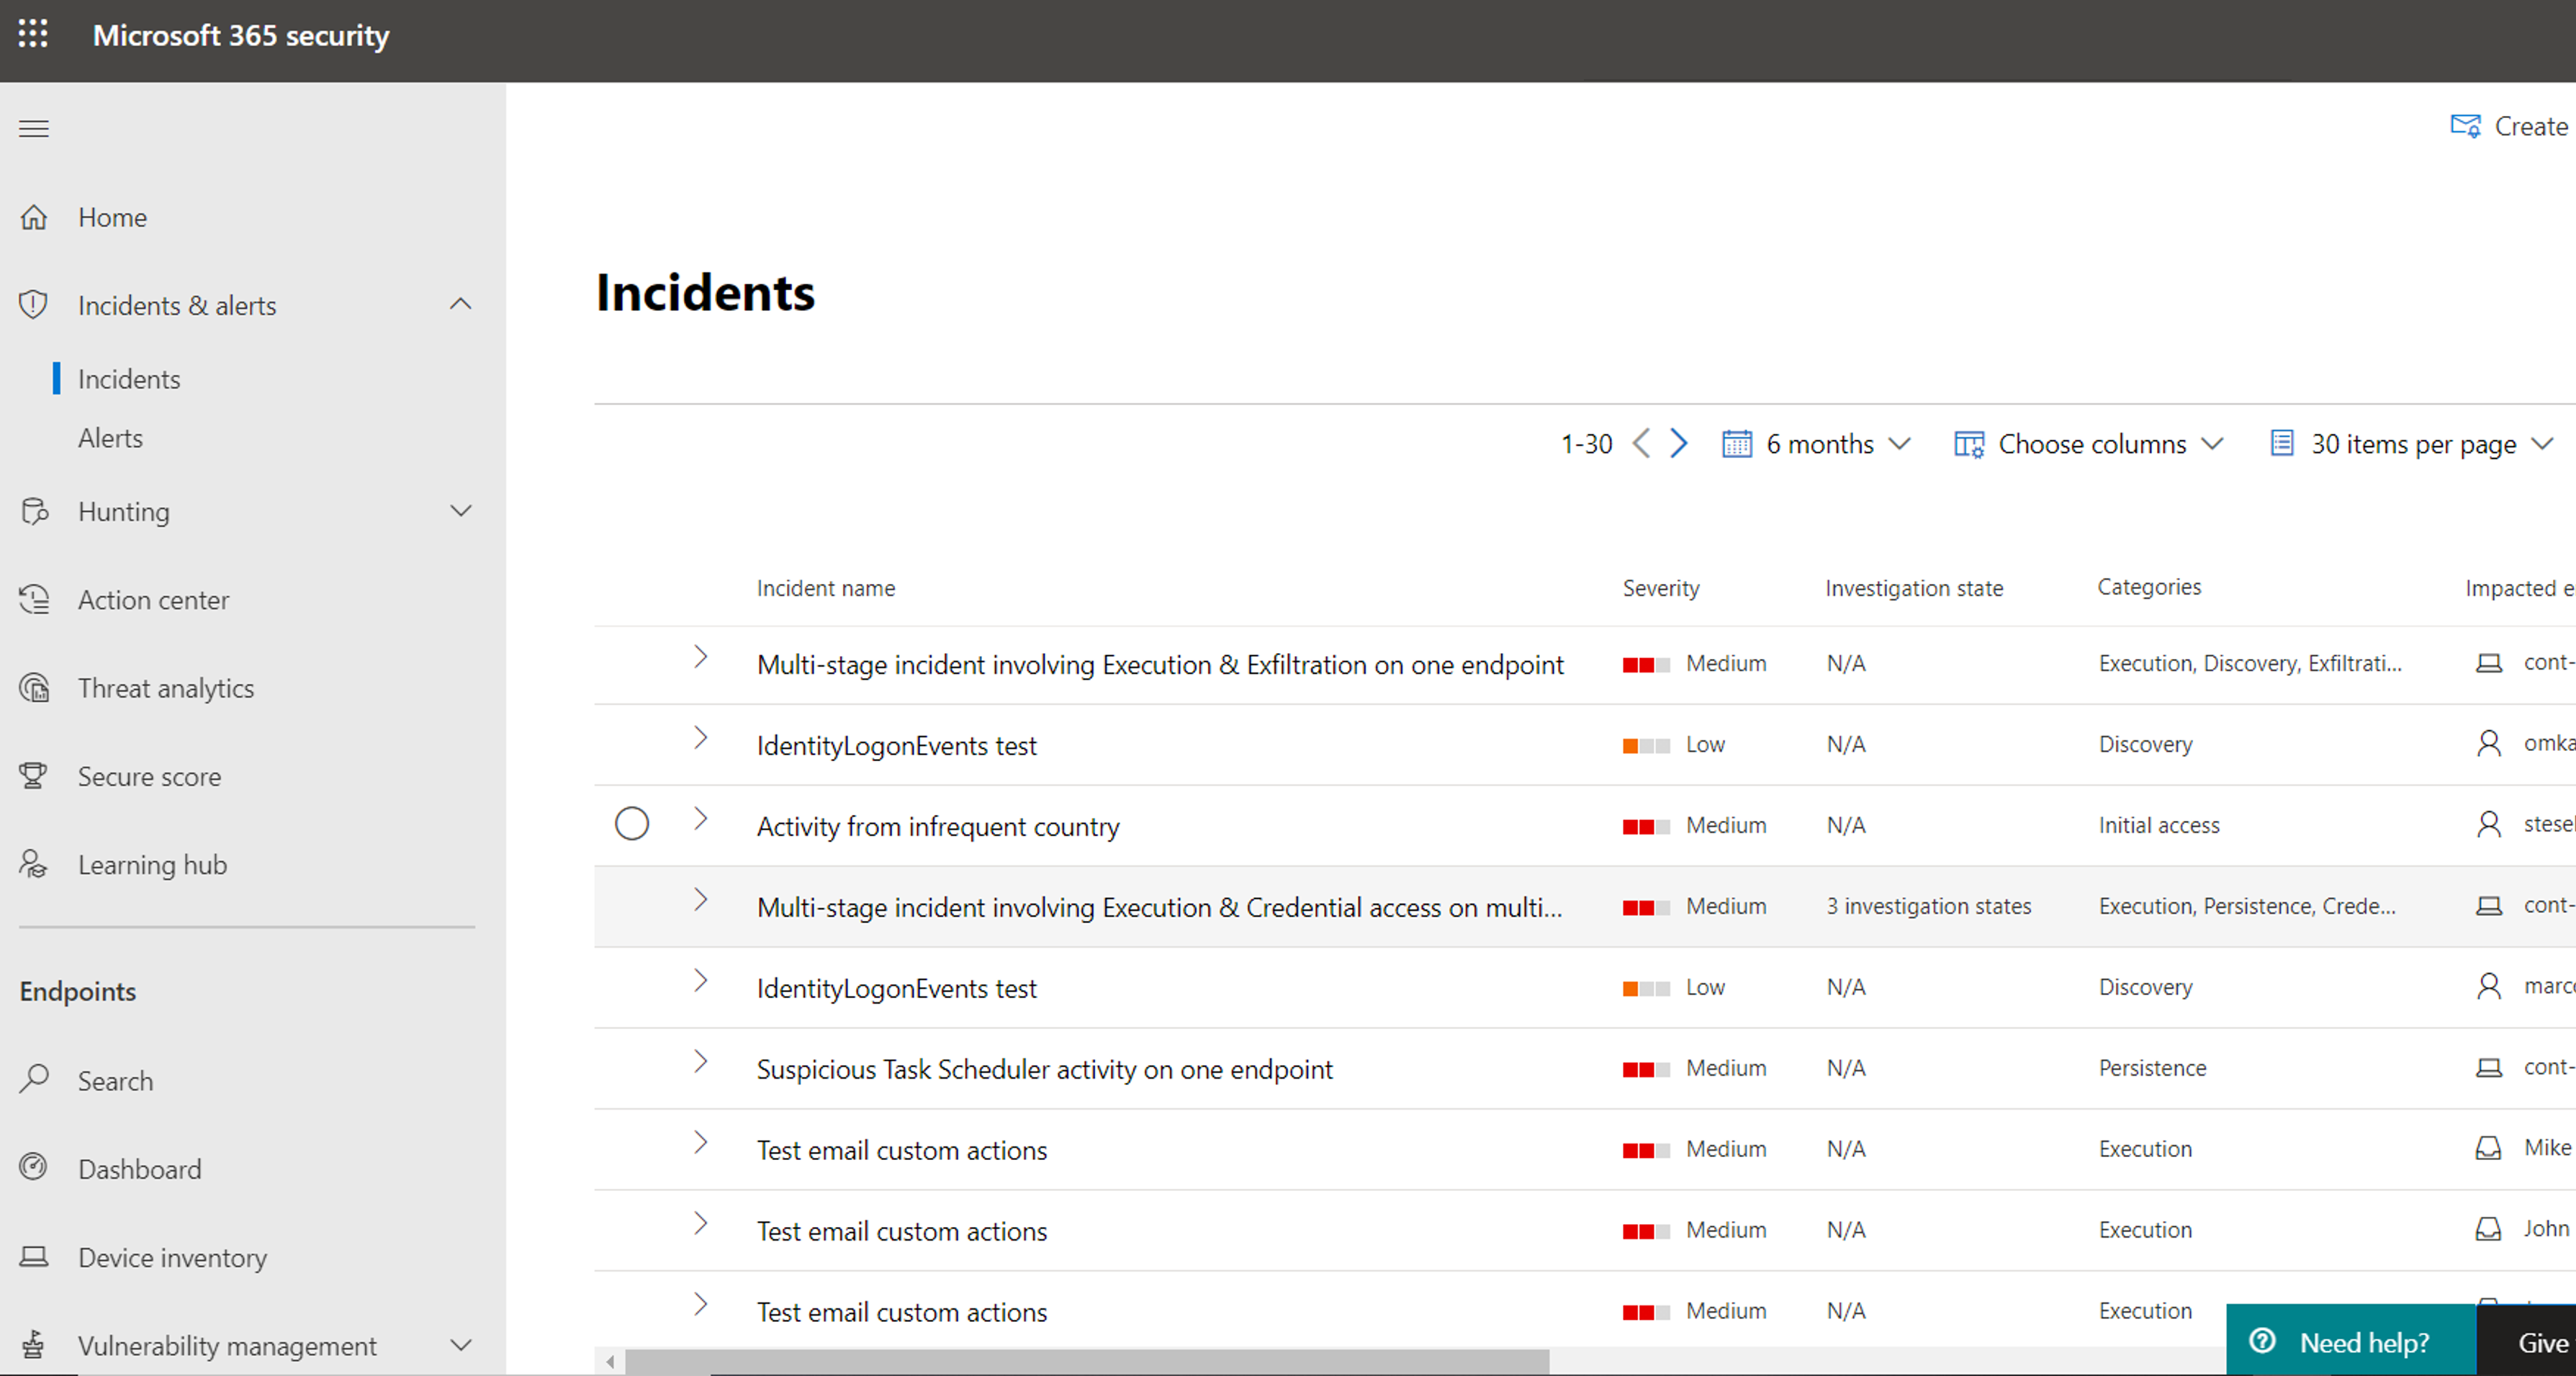 Microsoft 365 security
Create
Home
Incidents & alerts
Incidents
Alerts
Hunting
Action center
Threat analytics
Secure score
Learning hub
Endpoints
Search
Dashboard
Device inventory
Vulnerability management
Incidents
1-30 6 months Choose columns 30 items per page
Incident name Severity Investigation state Categories Impacted e
Multi-stage incident involving Execution & Exfiltration on one endpoint Medium N/A Execution, Discovery, Exfiltrati... cont-
IdentityLogonEvents test Low N/A Discovery omka
Activity from infrequent country Medium N/A Initial access stesel
Multi-stage incident involving Execution & Credential access on multi... Medium 3 investigation states Execution, Persistence, Crede... cont-
IdentityLogonEvents test Low N/A Discovery marc
Suspicious Task Scheduler activity on one endpoint Medium N/A Persistence cont-
Test email custom actions Medium N/A Execution Mike
Test email custom actions Medium N/A Execution John
Test email custom actions Medium N/A Execution
Need help? Give